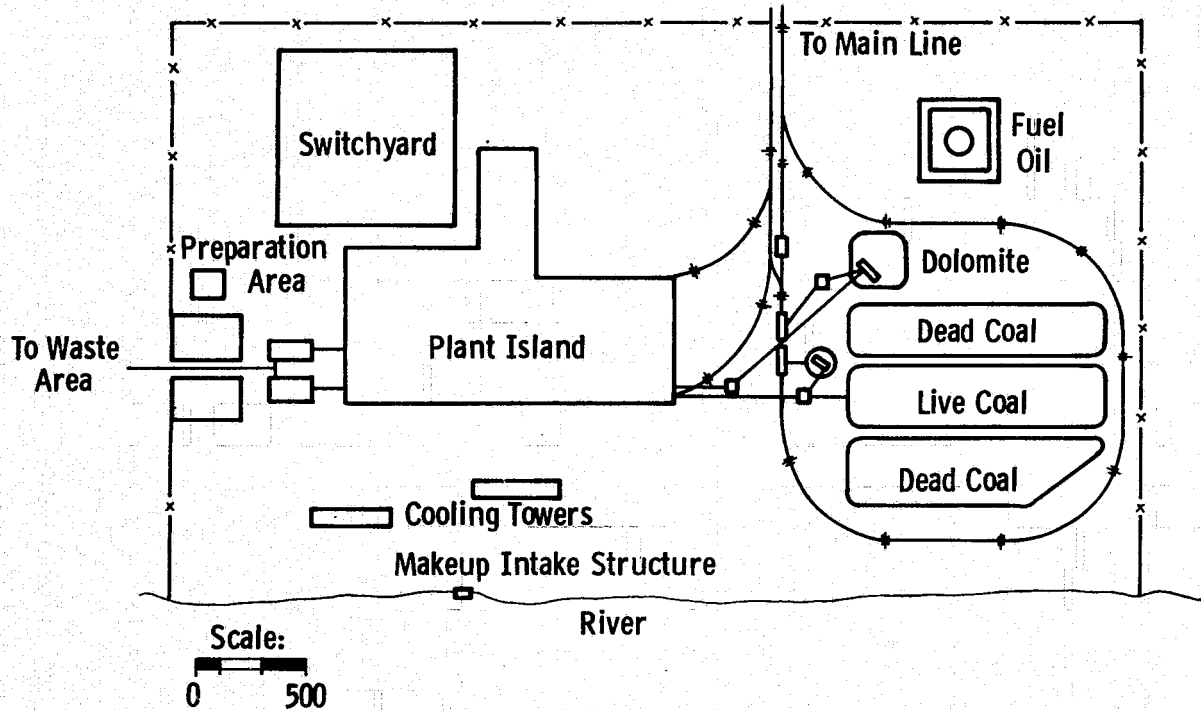 To Main Line
Fuel
Oil
Switchyard
Preparation
Area
Dolomite
Dead Coal
To Waste
Area
Plant Island
Live Coal
Dead Coal
Cooling Towers
Makeup Intake Structure
River
Scale:
0 500